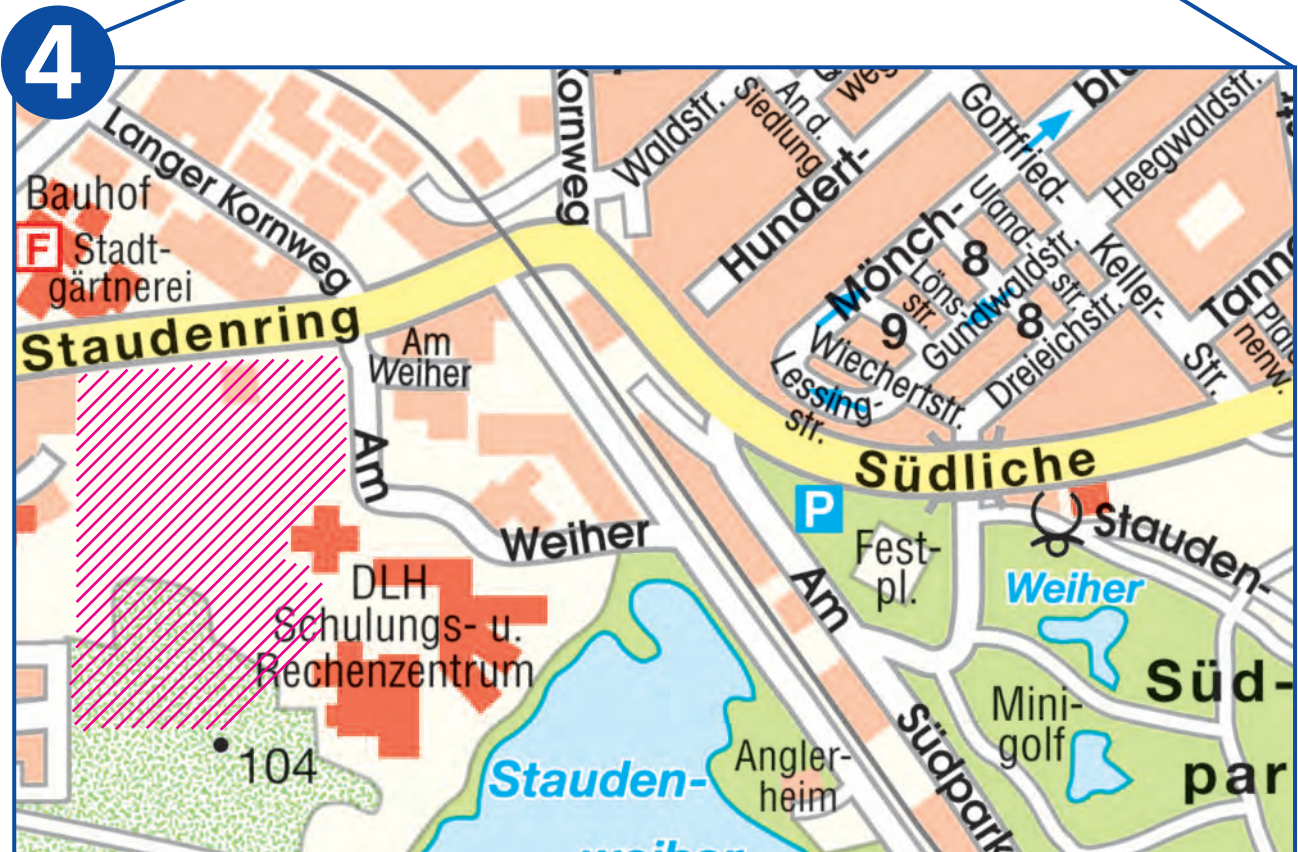 4
Langer Kornweg
Kornweg
Waldstr.
An d.
Siedlung
weg
Gottfried-
Keller-
Str.
Heegwaldstr.
Bauhof
F
Stadt-
gärtnerei
Hundert-
Mönch-
Uland-
str.
8
Löns-
str.
Gundwaldstr.
9
8
Wiechertstr.
Dreieichstr.
Lessing-
str.
nenw.
Staudenring
Am
Weiher
Am
Weiher
Südliche
P
Fest-
pl.
Stauden-
Weiher
DLH
Schulungs- u.
Rechenzentrum
Am
Südpark
Süd-
par
Mini-
golf
104
Stauden-
weiher
Angler-
heim